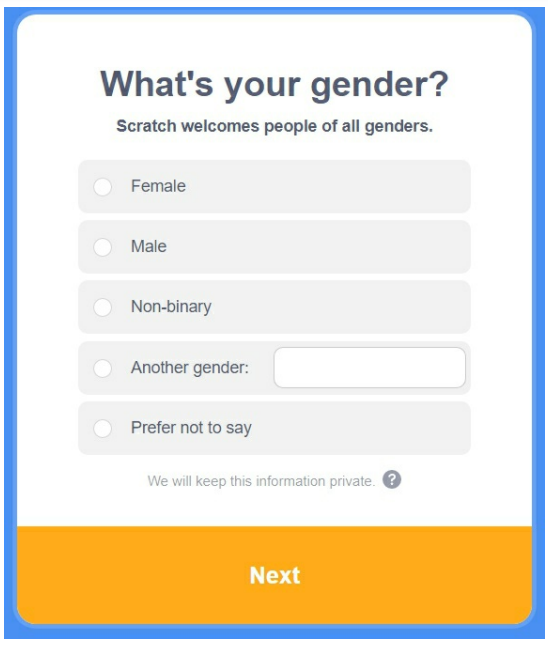 What's your gender?
Scratch welcomes people of all genders.
Female
Male
Non-binary
Another gender:
Prefer not to say
We will keep this information private. ?
Next